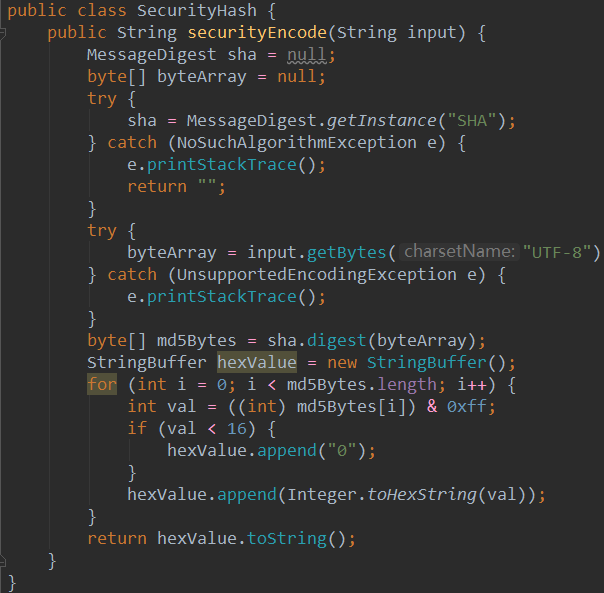 public class SecurityHash {
    public String securityEncode(String input) {
        MessageDigest sha = null;
        byte[] byteArray = null;
        try {
            sha = MessageDigest.getInstance("SHA");
        } catch (NoSuchAlgorithmException e) {
            e.printStackTrace();
            return "";
        }
        try {
            byteArray = input.getBytes( charsetName: "UTF-8")
        } catch (UnsupportedEncodingException e) {
            e.printStackTrace();
        }
        byte[] md5Bytes = sha.digest(byteArray);
        StringBuffer hexValue = new StringBuffer();
        for (int i = 0; i < md5Bytes.length; i++) {
            int val = ((int) md5Bytes[i]) & 0xff;
            if (val < 16) {
                hexValue.append("0");
            }
            hexValue.append(Integer.toHexString(val));
        }
        return hexValue.toString();
    }
}